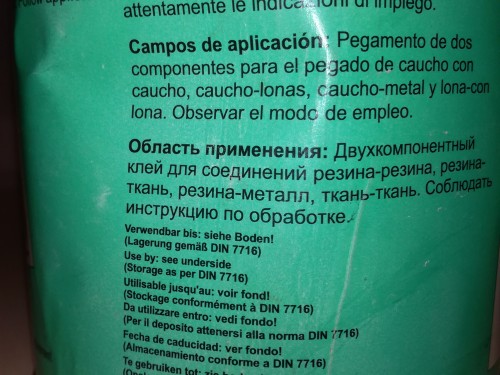 attentamente le indicazioni di impiego.
Campos de aplicación: Pegamento de dos
componentes para el pegado de caucho con
caucho, caucho-lonas, caucho-metal y lona-con
lona. Observar el modo de empleo.
Область применения: Двухкомпонентный
клей для соединений резина-резина, резина-
ткань, резина-металл, ткань-ткань. Соблюдать
инструкцию по обработке.
Verwendbar bis: siehe Boden!
(Lagerung gemäß DIN 7716)
Use by: see underside
(Storage as per DIN 7716)
Utilisable jusqu'au: voir fond!
(Stockage conformément à DIN 7716)
Da utilizzare entro: vedi fondo!
(Per il deposito attenersi alla norma DIN 7716)
Fecha de caducidad: ver fondo!
(Almacenamiento conforme a DIN 7716)
Te gebruiken tot: